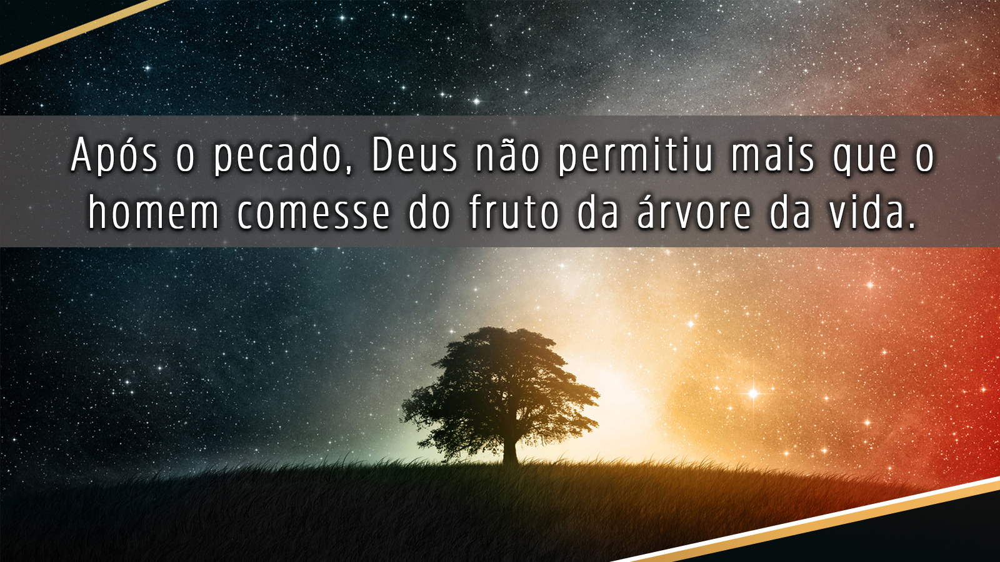 Após o pecado, Deus não permitiu mais que o
homem comesse do fruto da árvore da vida.